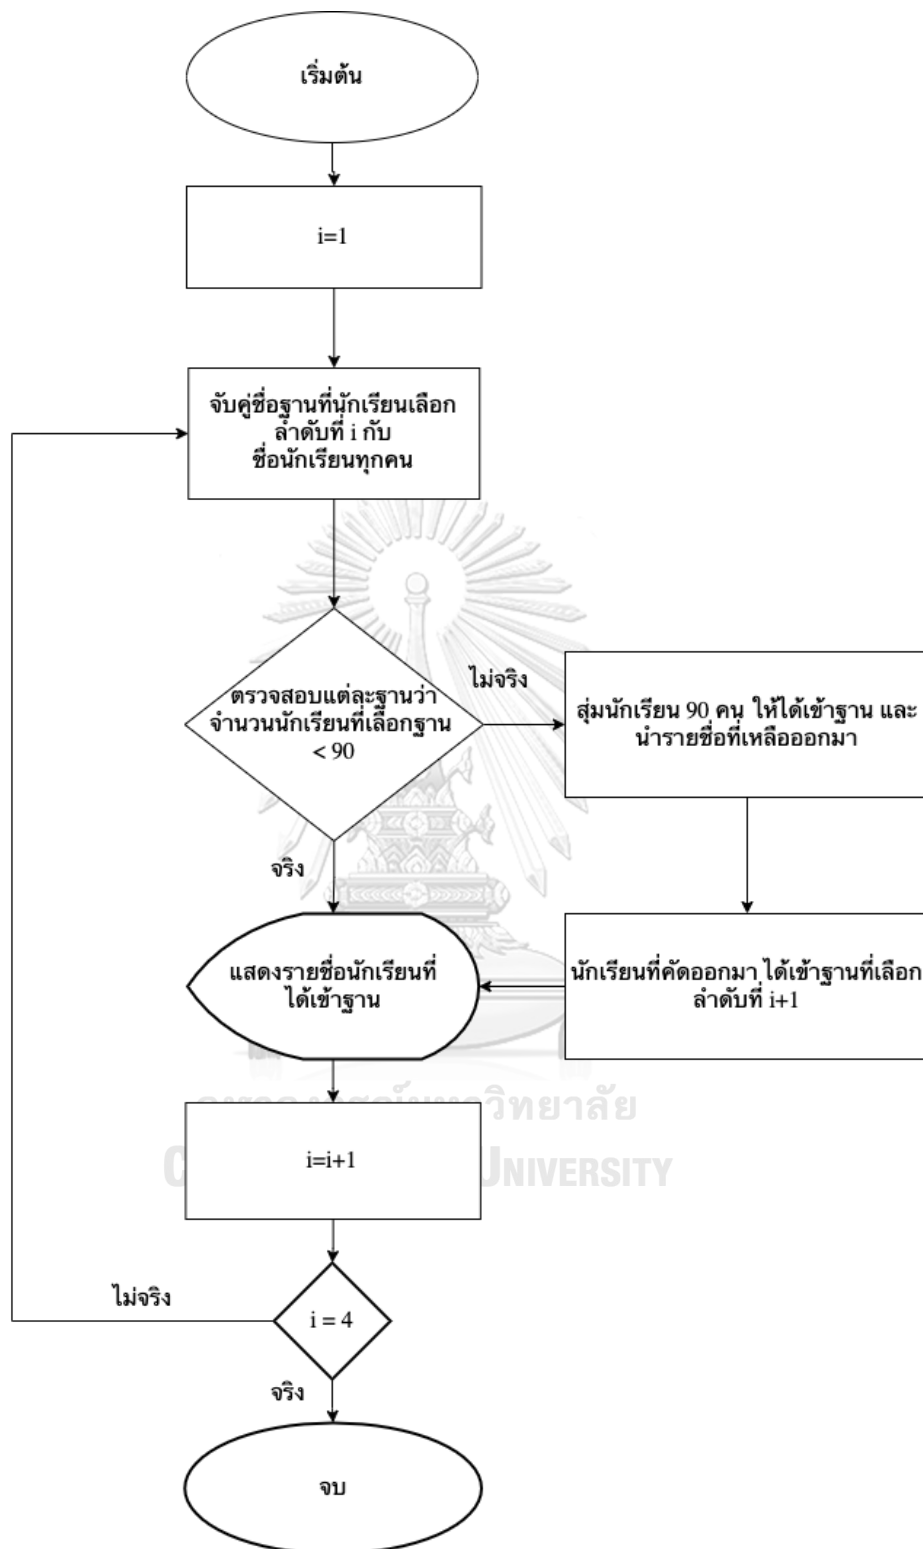 เริ่มต้น
i=1
จับคู่ชื่อฐานที่นักเรียนเลือก
ลำดับที่ i กับ
ชื่อนักเรียนทุกคน
ตรวจสอบแต่ละฐานว่า
จำนวนนักเรียนที่เลือกฐาน
< 90
ไม่จริง
สุ่มนักเรียน 90 คน ให้ได้เข้าฐาน และ
นำรายชื่อที่เหลือออกมา
จริง
แสดงรายชื่อนักเรียนที่
ได้เข้าฐาน
นักเรียนที่คัดออกมา ได้เข้าฐานที่เลือก
ลำดับที่ i+1
วิทยาลัย
i=i+1
UNIVERSITY
ไม่จริง
i = 4
จริง
จบ